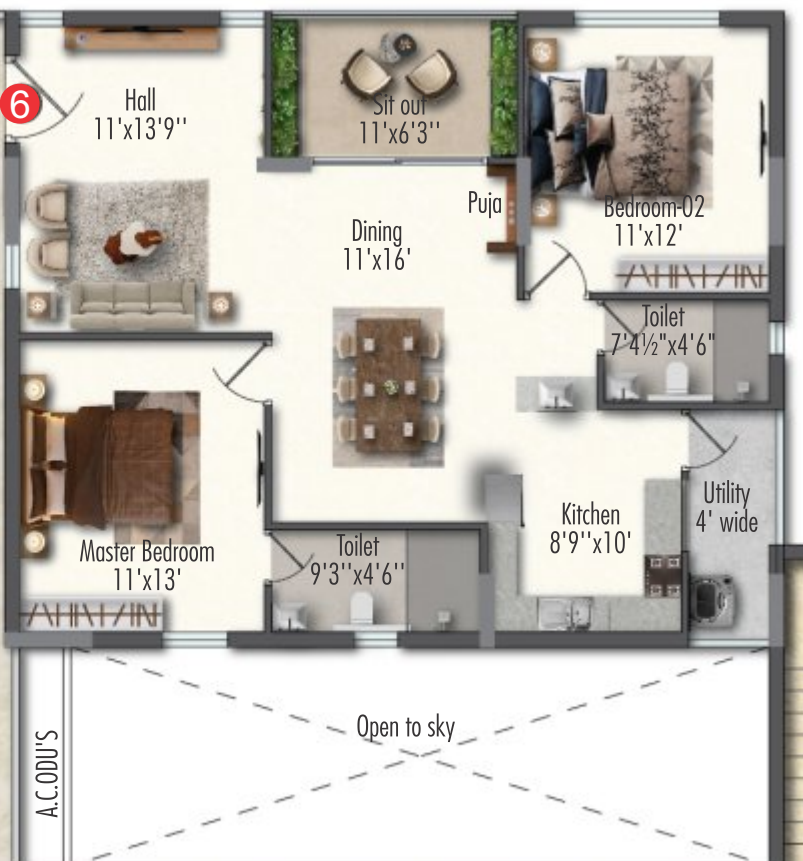 6
Hall
11'x13'9''
Sit out
11'x6'3''
Puja
Bedroom-02
11'x12'
Dining
11'x16'
Toilet
7'4½"x4'6"
Master Bedroom
11'x13'
Toilet
9'3''x4'6''
Kitchen
8'9''x10'
Utility
4' wide
Open to sky
A.C.ODU'S